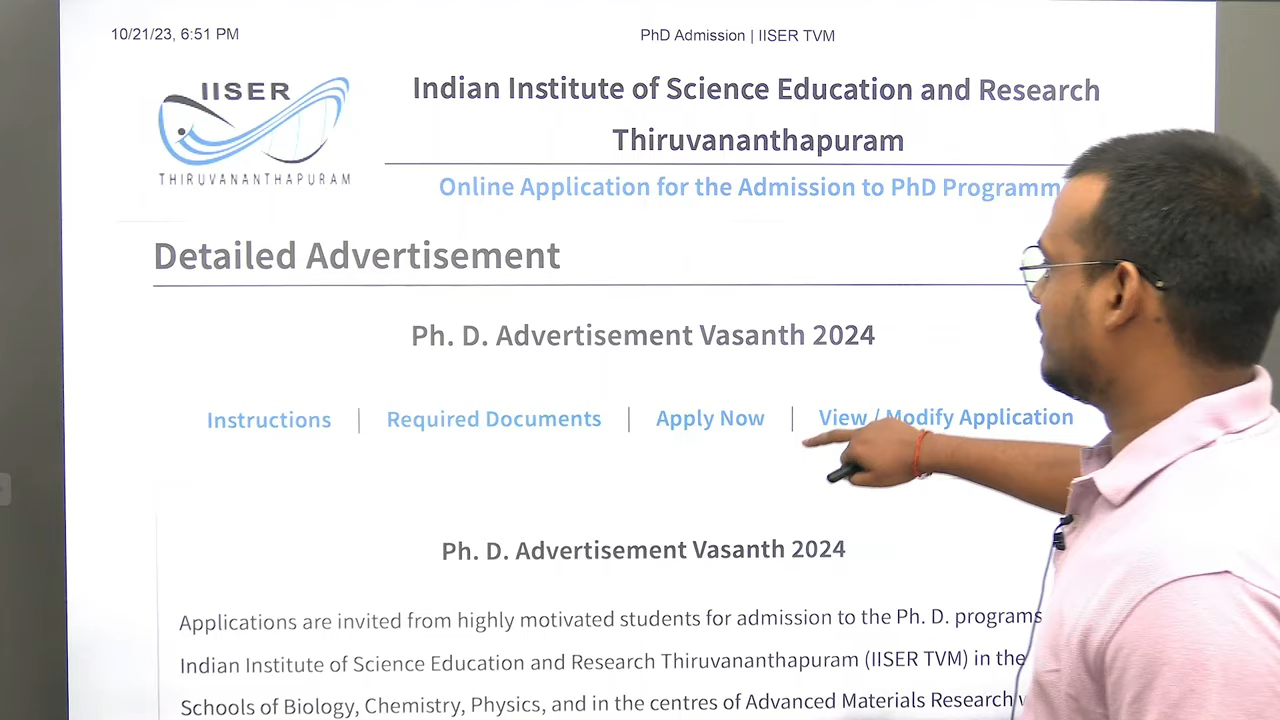 10/21/23, 6:51 PM
PhD Admission | IISER TVM
IISER
THIRUVANANTHAPURAM
Indian Institute of Science Education and Research
Thiruvananthapuram
Online Application for the Admission to PhD
Detailed Advertisement
Ph. D. Advertisement Vasanth 2024
Instructions | Required Documents | Apply Now | View / Modify Application
Ph. D. Advertisement Vasanth 2024
Applications are invited from highly motivated students for admission to the Ph. D. programs
Indian Institute of Science Education and Research Thiruvananthapuram (IISER TVM) in the
Schools of Biology, Chemistry, Physics, and in the centres of Advanced Materials Research